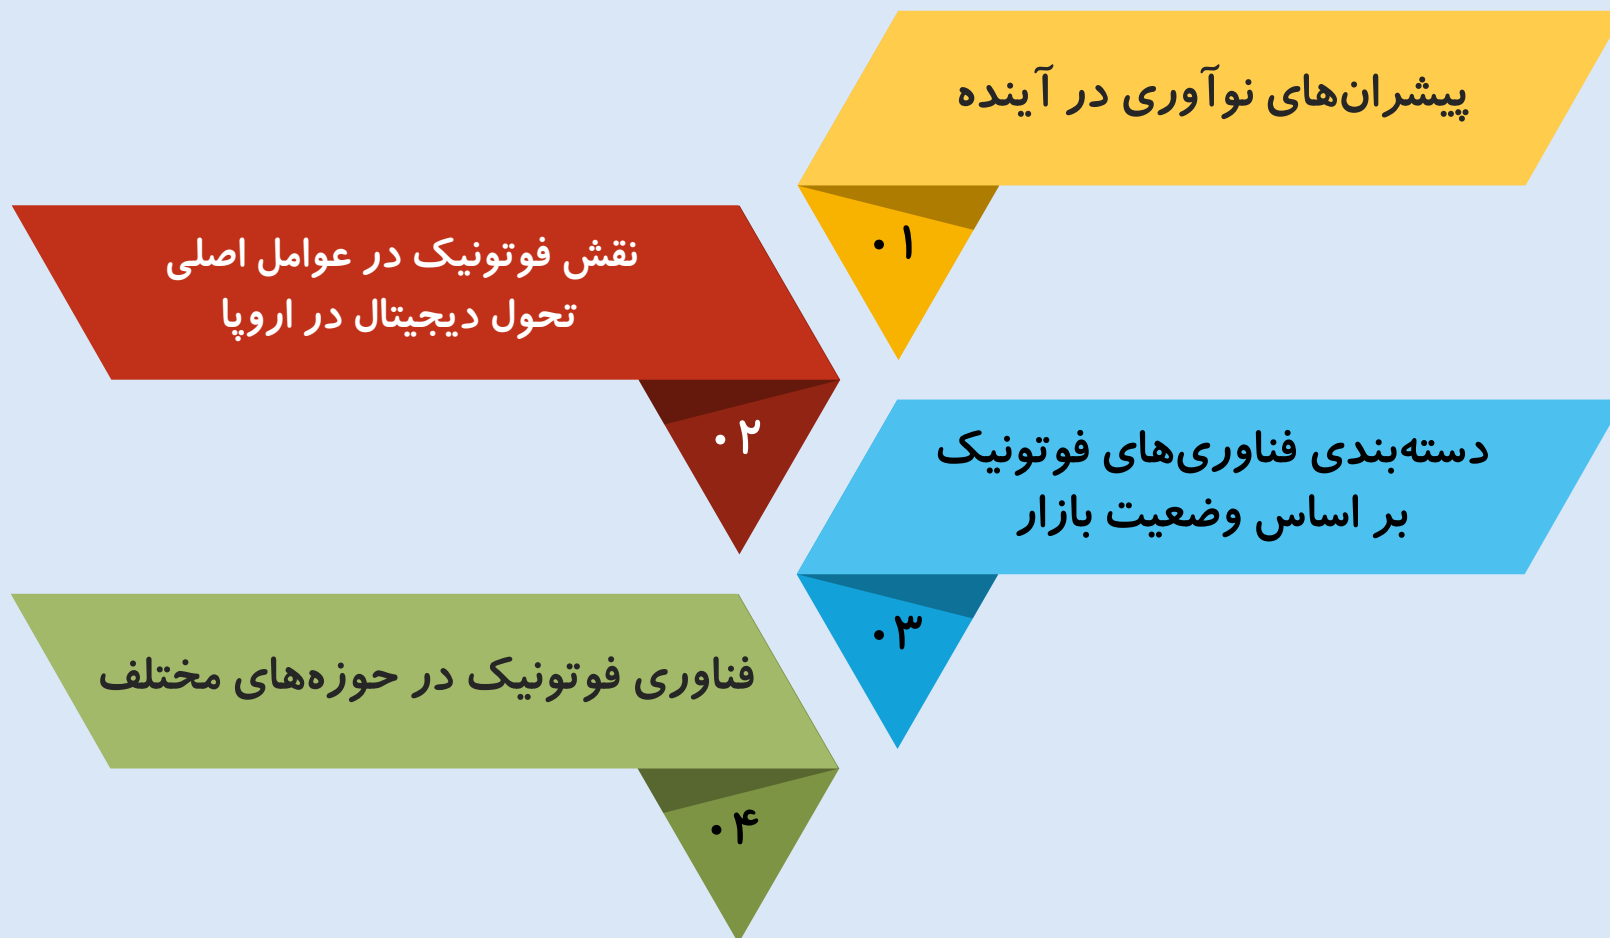 پیشران‌های نوآوری در آینده
۰۱
نقش فوتونیک در عوامل اصلی
تحول دیجیتال در اروپا
۰۲
دسته‌بندی فناوری‌های فوتونیک
بر اساس وضعیت بازار
۰۳
فناوری فوتونیک در حوزه‌های مختلف
۰۴